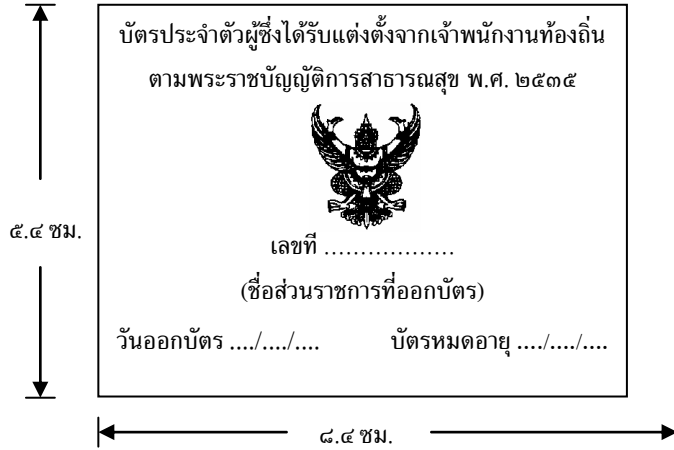 บัตรประจำตัวผู้ซึ่งได้รับแต่งตั้งจากเจ้าพนักงานท้องถิ่น
ตามพระราชบัญญัติการสาธารณสุข พ.ศ. ๒๕๓๕
๕.๔ ซม.
เลขที่ ..................
(ชื่อส่วนราชการที่ออกบัตร)
วันออกบัตร ..../..../.... บัตรหมดอายุ ..../..../....
๘.๔ ซม.